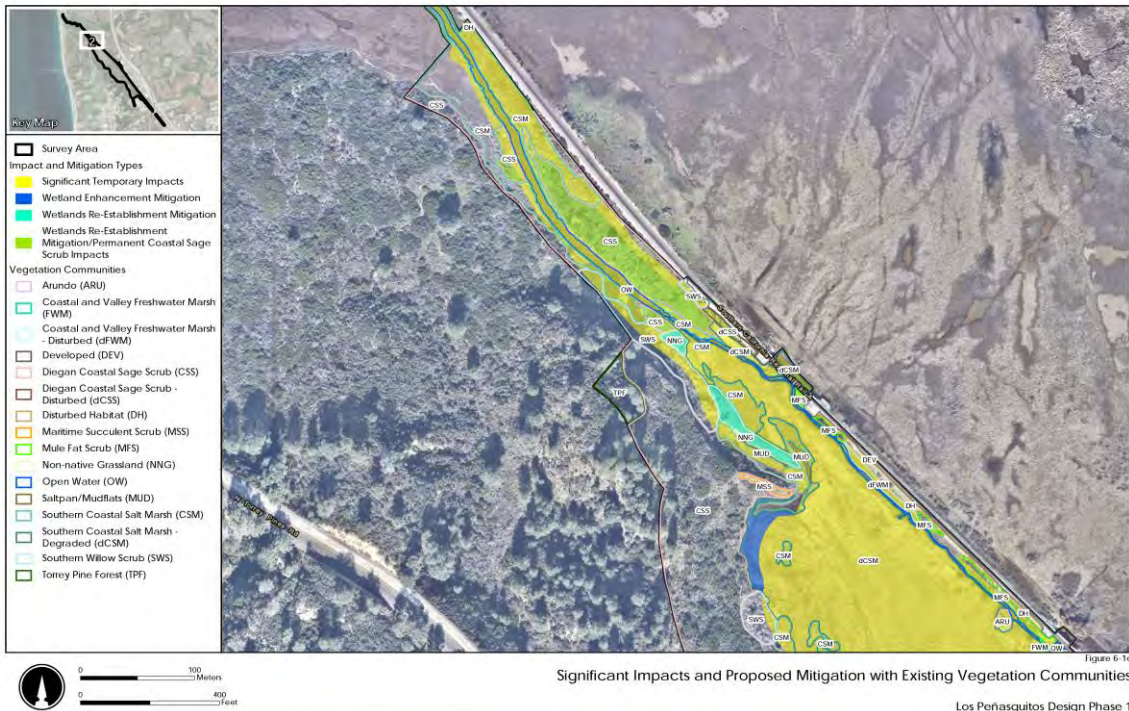 Key Map
2
Survey Area
Impact and Mitigation Types
Significant Temporary Impacts
Wetland Enhancement Mitigation
Wetlands Re-Establishment Mitigation
Wetlands Re-Establishment
Mitigation/Permanent Coastal Sage
Scrub Impacts
Vegetation Communities
Arundo (ARU)
Coastal and Valley Freshwater Marsh
(FWM)
Coastal and Valley Freshwater Marsh
- Disturbed (dFWM)
Developed (DEV)
Diegan Coastal Sage Scrub (CSS)
Diegan Coastal Sage Scrub -
Disturbed (dCSS)
Disturbed Habitat (DH)
Maritime Succulent Scrub (MSS)
Mule Fat Scrub (MFS)
Non-native Grassland (NNG)
Open Water (OW)
Saltpan/Mudflats (MUD)
Southern Coastal Salt Marsh (CSM)
Southern Coastal Salt Marsh -
Degraded (dCSM)
Southern Willow Scrub (SWS)
Torrey Pine Forest (TPF)
DH
CSS
CSM
CSM
CSS
CSS
OW
SWS
CSS
CSM
dCSS
SWS
NNG
CSM
dCSM
dCSM
TPF
CSM
MFS
NNG
MFS
MUD
MUD
DEV
CSM
MSS
dFWM
CSS
DH
MFS
CSM
dCSM
MFS
ARU
DH
SWS
CSM
CSM
FWM
OW
Torrey Pines Rd
0 100
Meters
0 400
Feet
Figure 6-1
Significant Impacts and Proposed Mitigation with Existing Vegetation Communities
Los Peñasquitos Design Phase 1